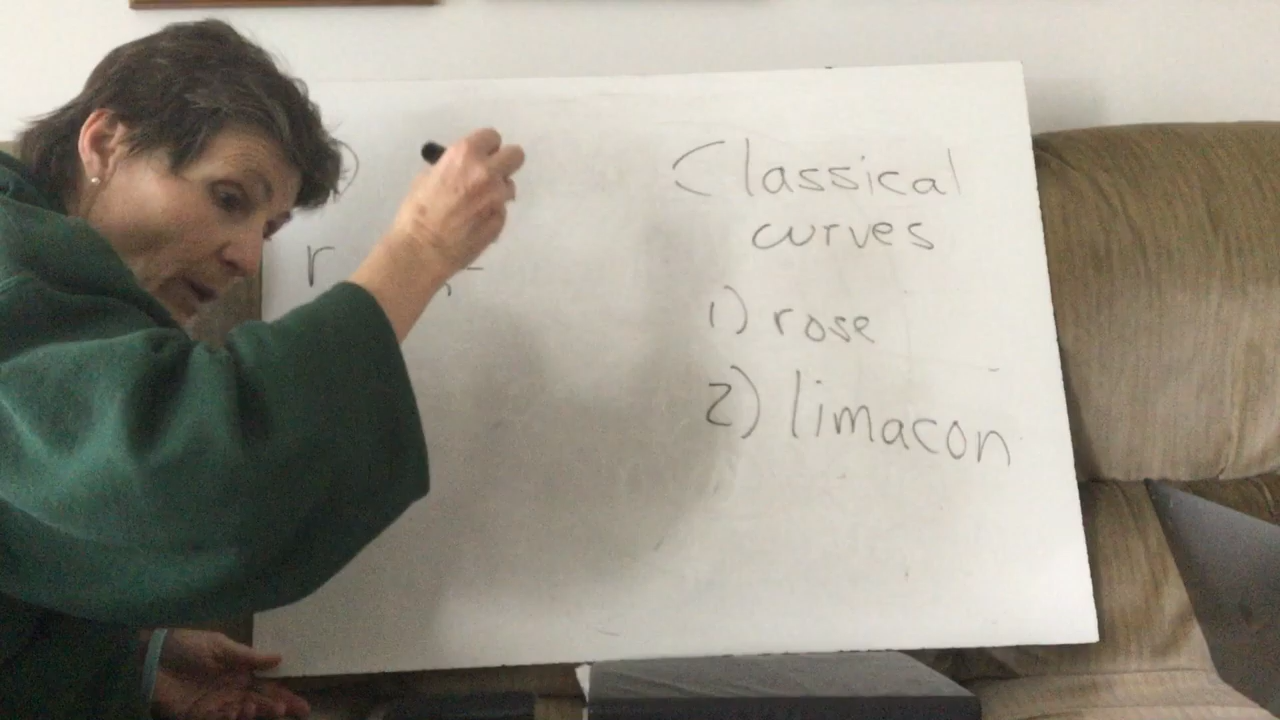 r
Classical
curves
1) rose
2) limacon